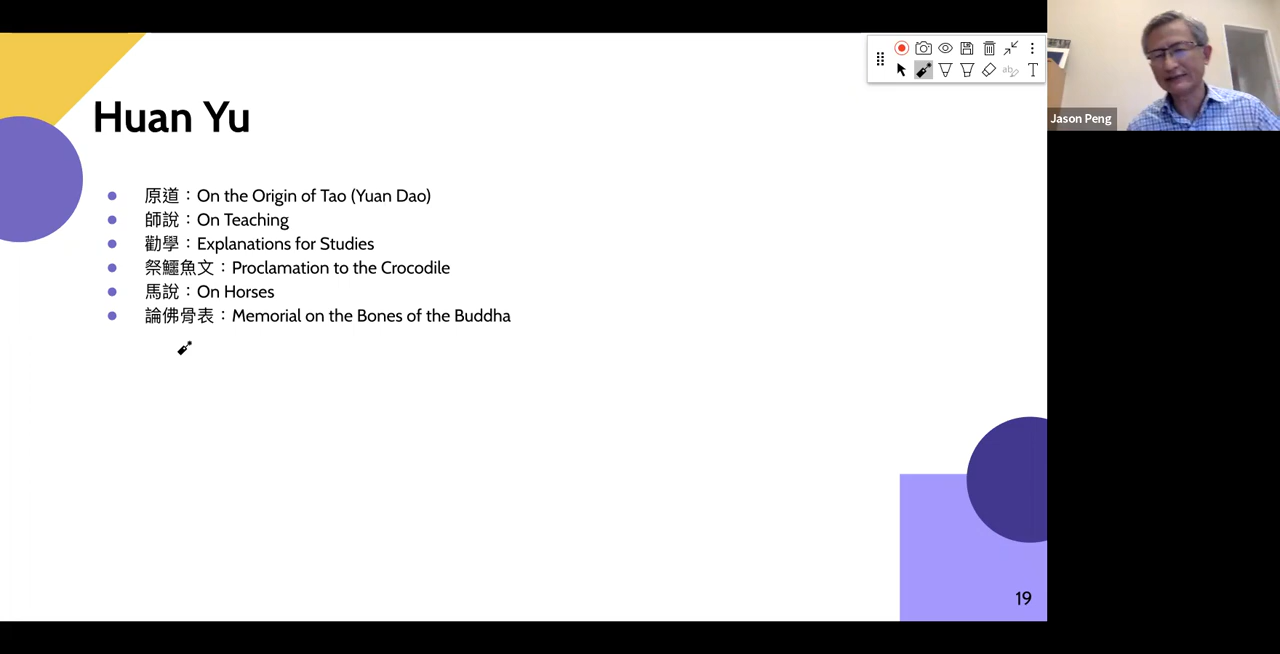 Huan Yu
原道：On the Origin of Tao (Yuan Dao)
師說：On Teaching
勸學：Explanations for Studies
祭鱷魚文：Proclamation to the Crocodile
馬說：On Horses
論佛骨表：Memorial on the Bones of the Buddha
19
Jason Peng
ab
T